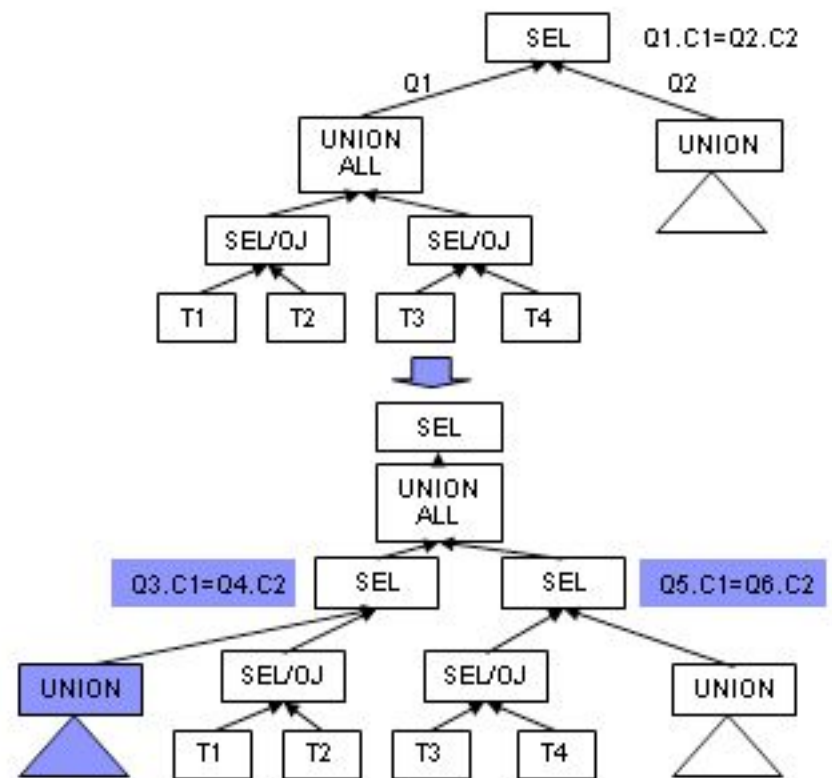 SEL
Q1.C1=Q2.C2
Q1
Q2
UNION
ALL
UNION
SEL/OJ
SEL/OJ
T1
T2
T3
T4
SEL
UNION
ALL
Q3.C1=Q4.C2
SEL
SEL
Q5.C1=Q6.C2
UNION
SEL/OJ
SEL/OJ
UNION
T1
T2
T3
T4